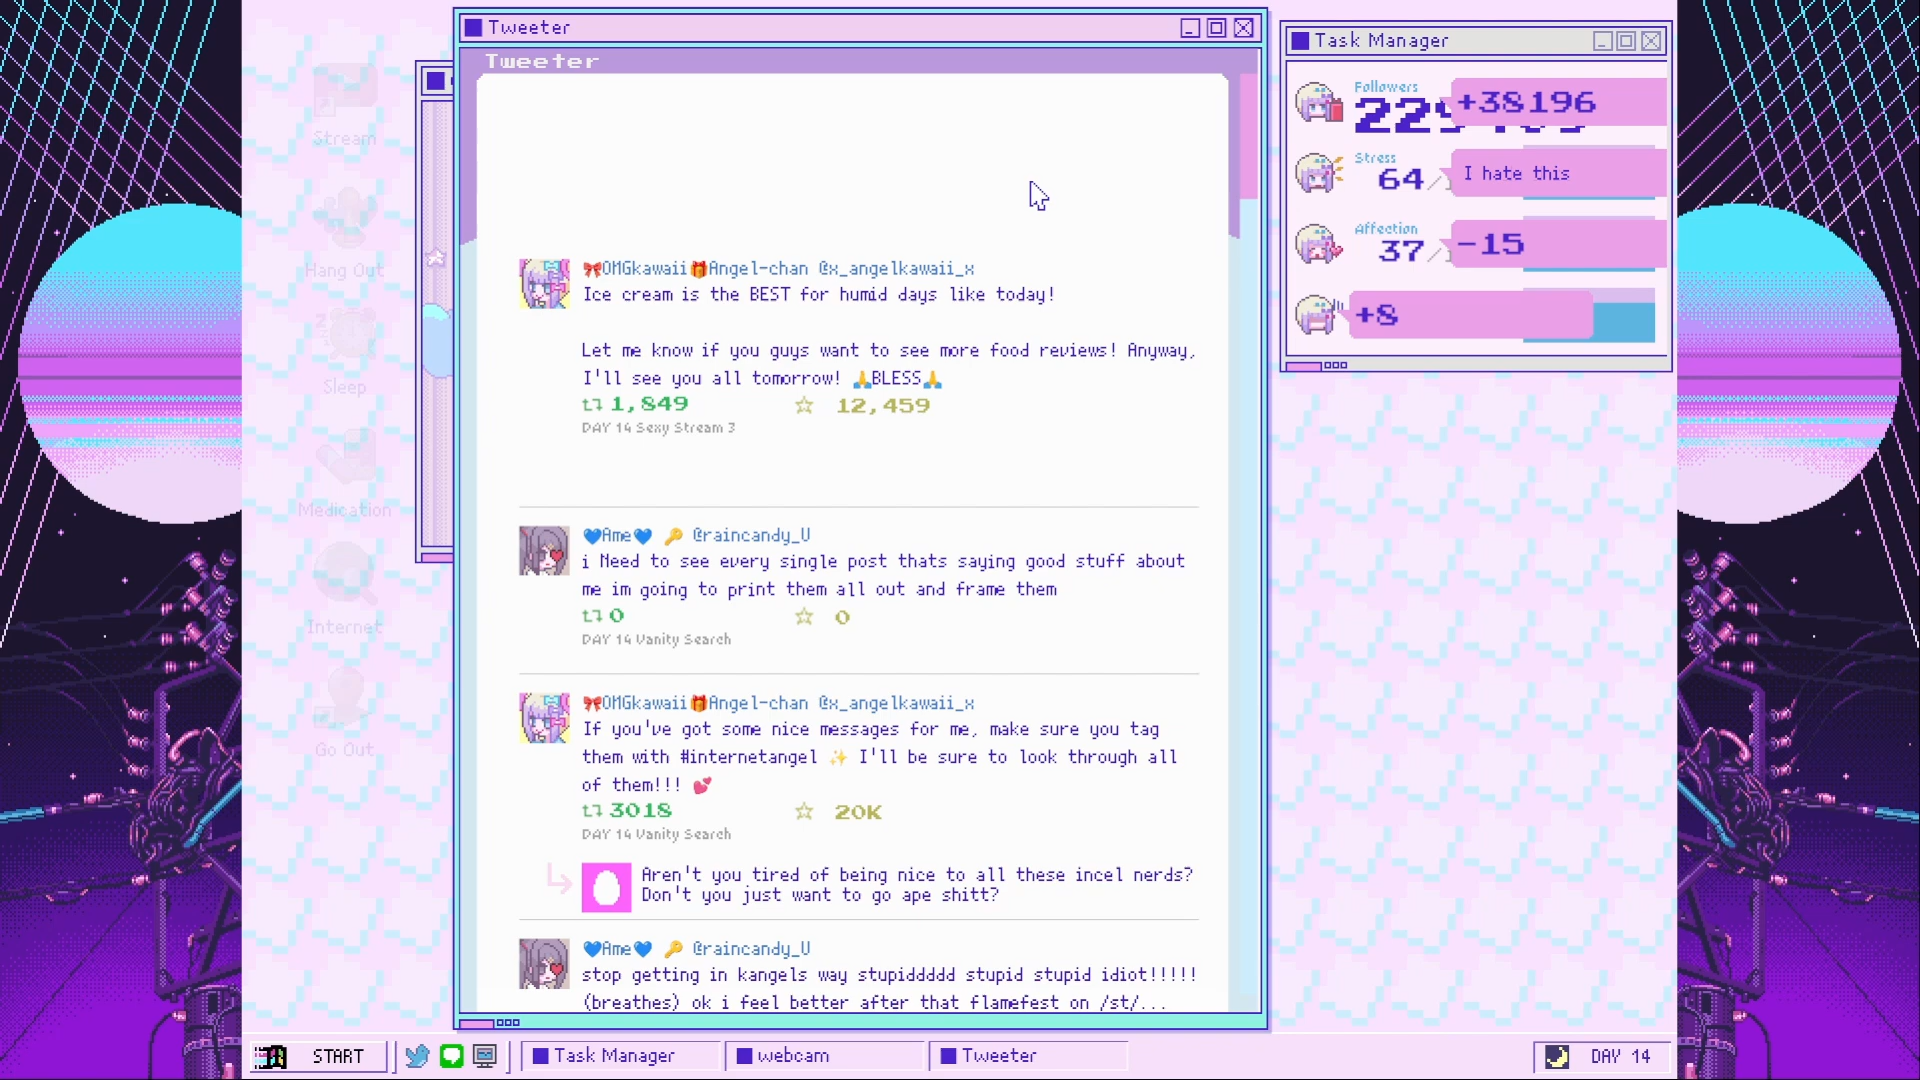 Tweeter
Tweeter
🎀OMGkawaii🎁Angel-chan @x_angelkawaii_x
Ice cream is the BEST for humid days like today!
Let me know if you guys want to see more food reviews! Anyway,
I'll see you all tomorrow! 🙏BLESS🙏
1,849 ☆ 12,459
DAY 14 Sexy Stream 3
💙Ame💙 🔑 @raincandy_U
i Need to see every single post thats saying good stuff about
me im going to print them all out and frame them
0 ☆ 0
DAY 14 Vanity Search
🎀OMGkawaii🎁Angel-chan @x_angelkawaii_x
If you've got some nice messages for me, make sure you tag
them with #internetangel ✨ I'll be sure to look through all
of them!!! 💕
3018 ☆ 20K
DAY 14 Vanity Search
Aren't you tired of being nice to all these incel nerds?
Don't you just want to go ape shitt?
💙Ame💙 🔑 @raincandy_U
stop getting in kangels way stupiddddd stupid stupid idiot!!!!!
(breathes) ok i feel better after that flamefest on /st/...
Task Manager
Followers
+38196
Stress
64/
I hate this
Affection
37/
-15
+8
Stream
Hang Out
Sleep
Medication
Internet
Go Out
START
Task Manager
webcam
Tweeter
DAY 14